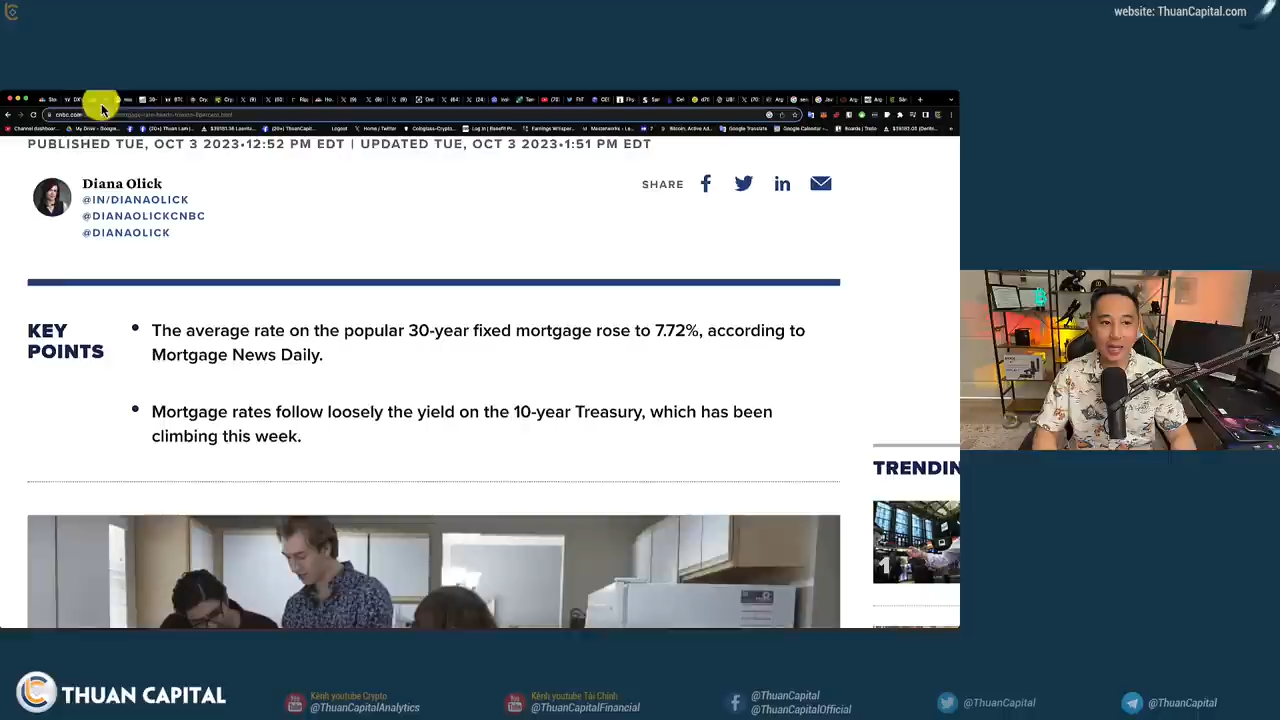 website: ThuanCapital.com
cnbc.com
PUBLISHED TUE, OCT 3 2023•12:52 PM EDT | UPDATED TUE, OCT 3 2023•1:51 PM EDT
Diana Olick
@IN/DIANAOLICK
@DIANAOLICKCNBC
@DIANAOLICK
SHARE
KEY
POINTS
• The average rate on the popular 30-year fixed mortgage rose to 7.72%, according to
Mortgage News Daily.
• Mortgage rates follow loosely the yield on the 10-year Treasury, which has been
climbing this week.
TRENDIN
1
THUAN CAPITAL
Kênh youtube Crypto
@ThuanCapitalAnalytics
Kênh youtube Tài Chính
@ThuanCapitalFinancial
@ThuanCapital
@ThuanCapitalOfficial
@ThuanCapital
@ThuanCapital